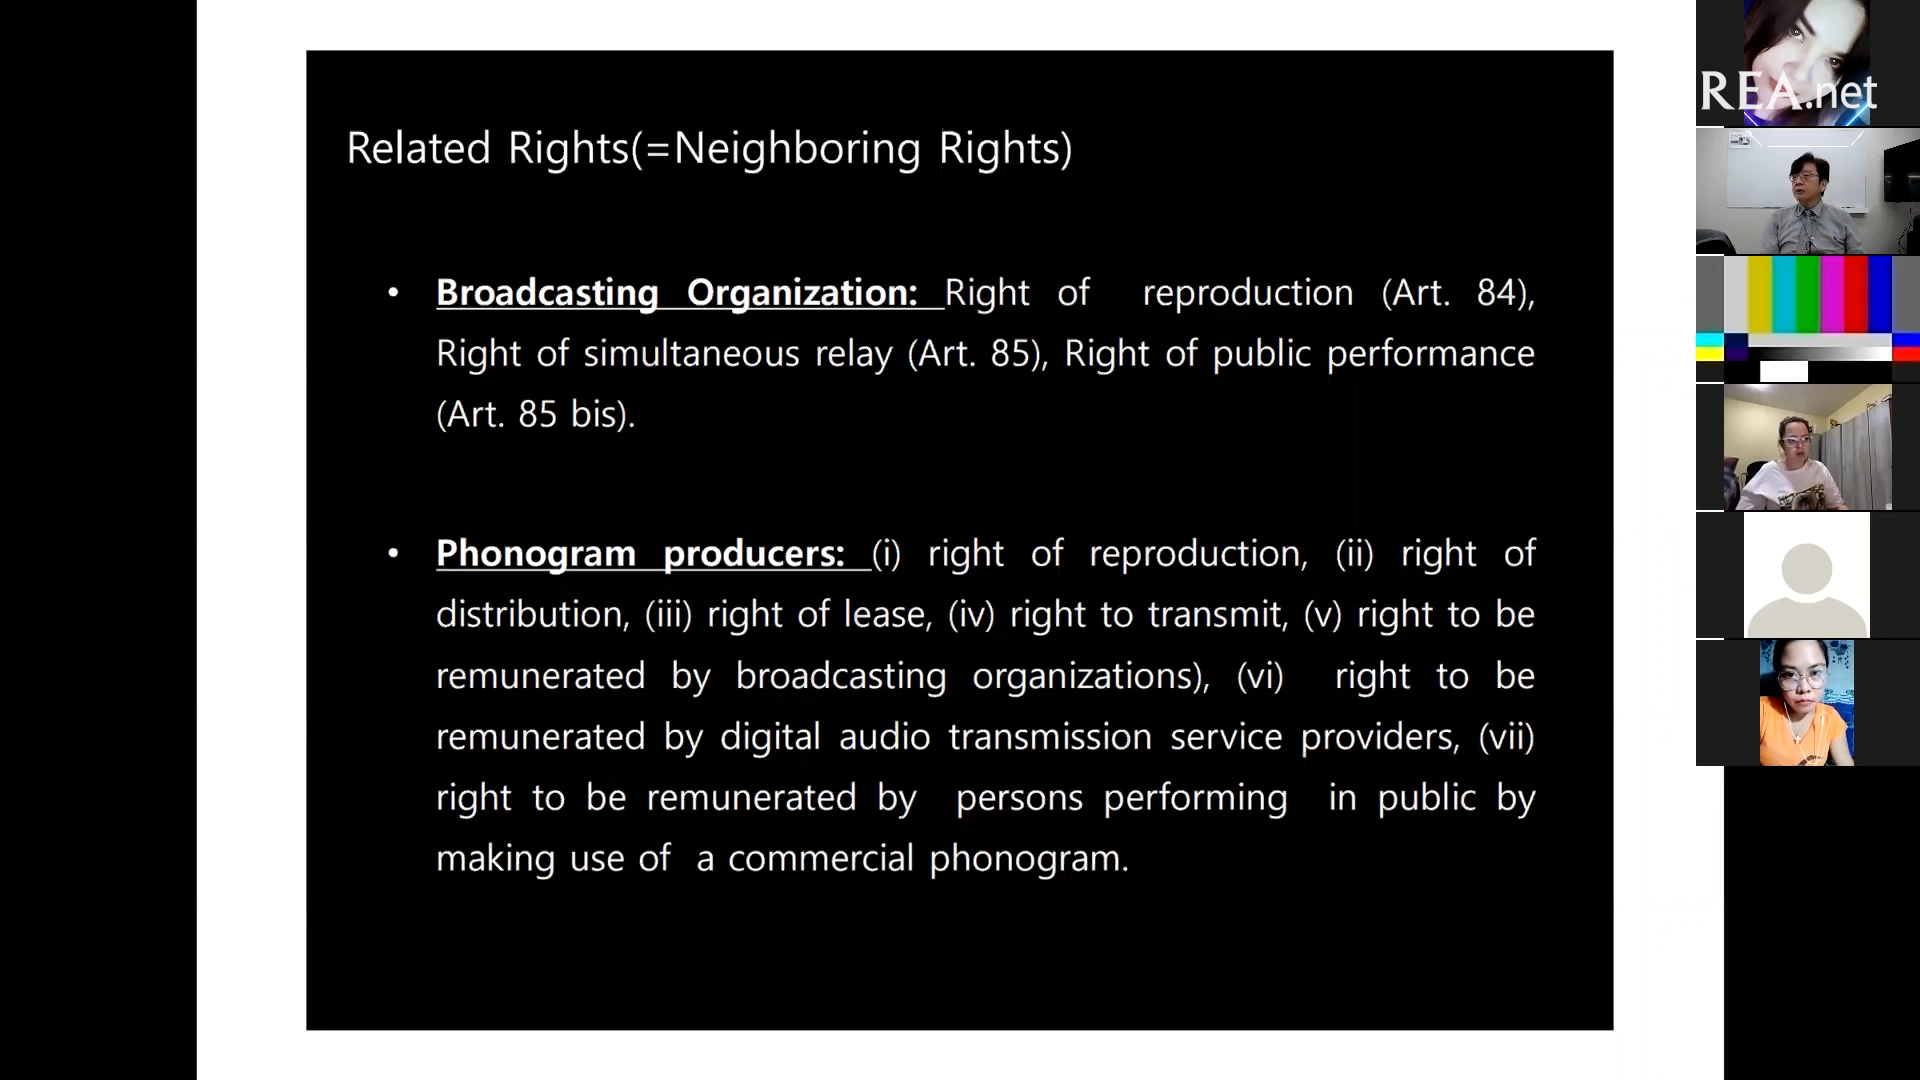 Related Rights(=Neighboring Rights)
• Broadcasting Organization: Right of reproduction (Art. 84),
Right of simultaneous relay (Art. 85), Right of public performance
(Art. 85 bis).
• Phonogram producers: (i) right of reproduction, (ii) right of
distribution, (iii) right of lease, (iv) right to transmit, (v) right to be
remunerated by broadcasting organizations), (vi) right to be
remunerated by digital audio transmission service providers, (vii)
right to be remunerated by persons performing in public by
making use of a commercial phonogram.
REA.net